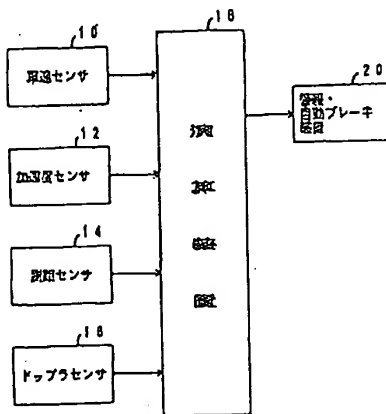 10
車速センサ
12
加速度センサ
14
測距センサ
16
ドップラセンサ
18
演
算
装
置
20
警報・
自動ブレーキ
装置